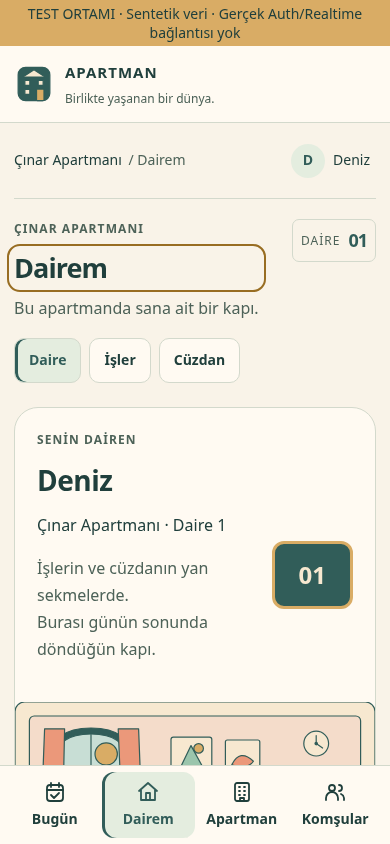 TEST ORTAMI · Sentetik veri · Gerçek Auth/Realtime
bağlantısı yok
APARTMAN
Birlikte yaşanan bir dünya.
Çınar Apartmanı / Dairem
D Deniz
ÇINAR APARTMANI
DAİRE 01
Dairem
Bu apartmanda sana ait bir kapı.
Daire İşler Cüzdan
SENİN DAİREN
Deniz
Çınar Apartmanı · Daire 1
İşlerin ve cüzdanın yan
sekmelerde.
Burası günün sonunda
döndüğün kapı.
01
Bugün Dairem Apartman Komşular